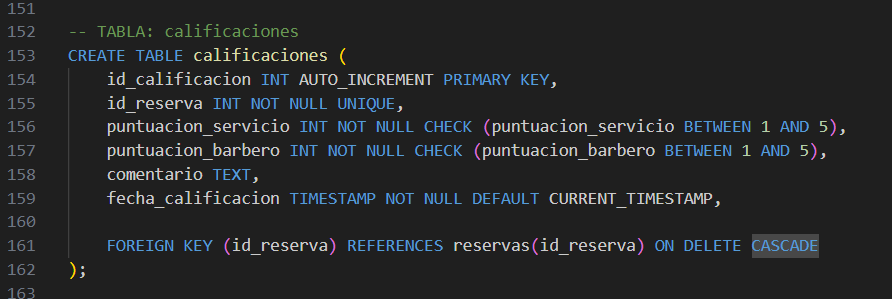 151
152 -- TABLA: calificaciones
153 CREATE TABLE calificaciones (
154     id_calificacion INT AUTO_INCREMENT PRIMARY KEY,
155     id_reserva INT NOT NULL UNIQUE,
156     puntuacion_servicio INT NOT NULL CHECK (puntuacion_servicio BETWEEN 1 AND 5),
157     puntuacion_barbero INT NOT NULL CHECK (puntuacion_barbero BETWEEN 1 AND 5),
158     comentario TEXT,
159     fecha_calificacion TIMESTAMP NOT NULL DEFAULT CURRENT_TIMESTAMP,
160
161     FOREIGN KEY (id_reserva) REFERENCES reservas(id_reserva) ON DELETE CASCADE
162 );
163